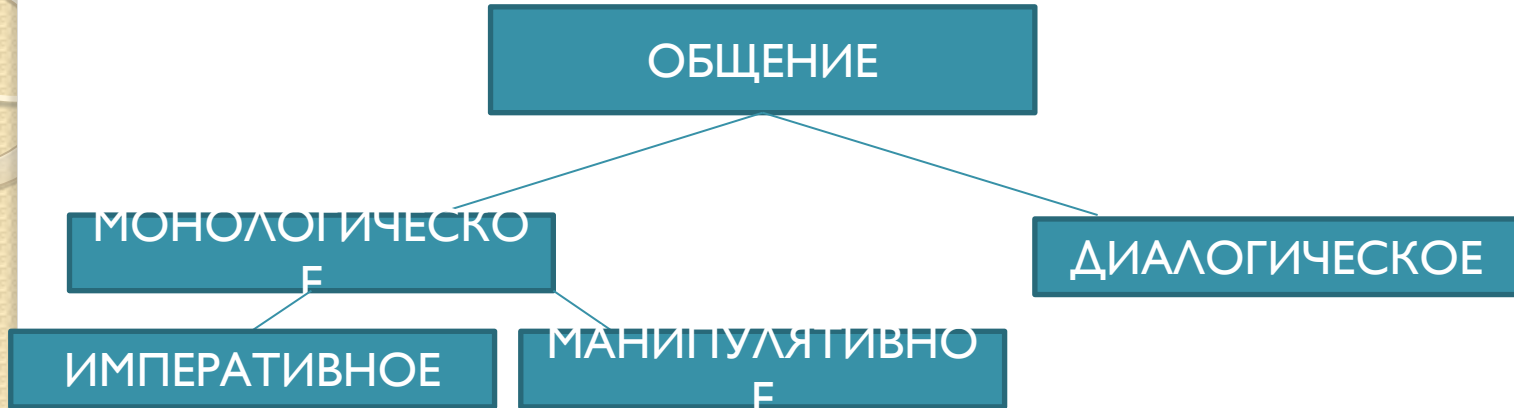 ОБЩЕНИЕ
МОНОЛОГИЧЕСКО
Е
ДИАЛОГИЧЕСКОЕ
ИМПЕРАТИВНОЕ
МАНИПУЛЯТИВНО
Е